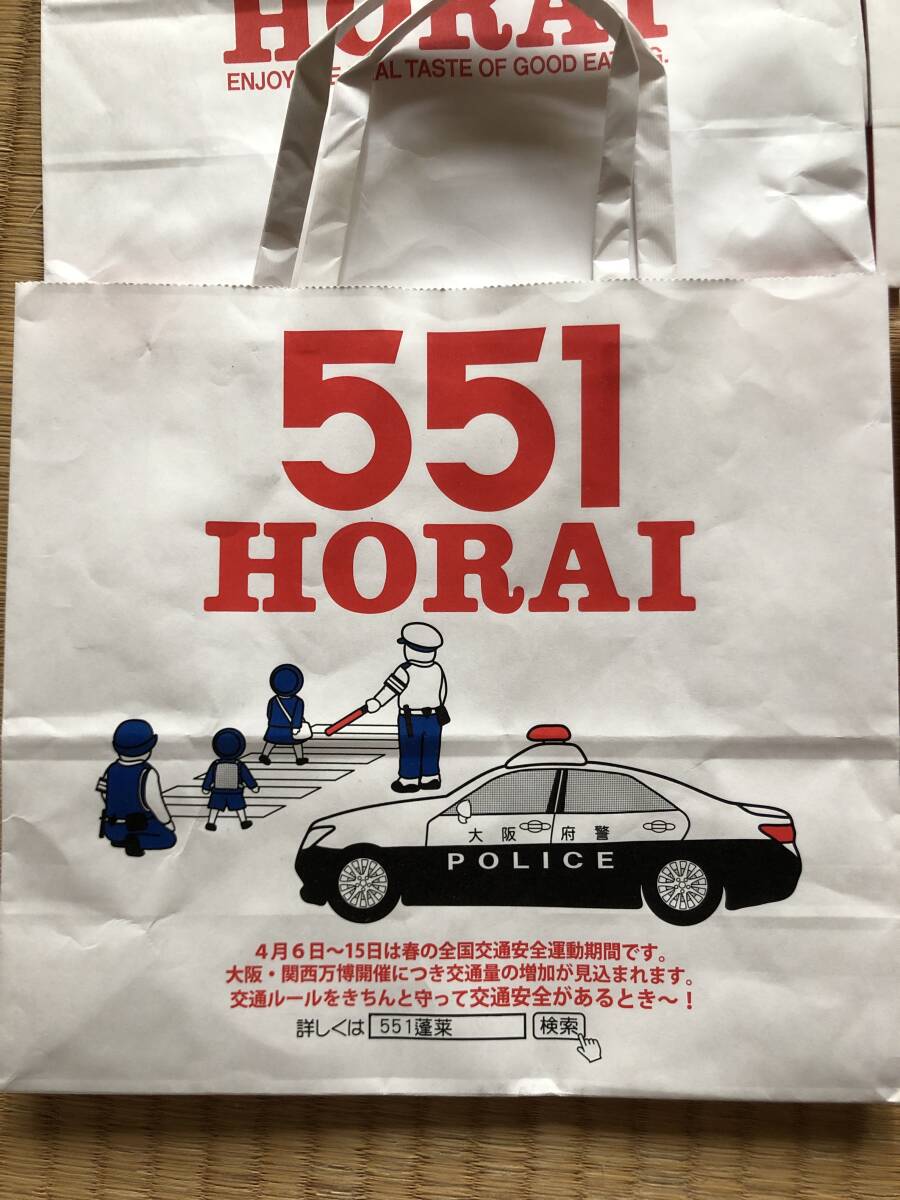 HORAI
ENJOY AL TASTE OF GOOD
551
HORAI
大阪府警
POLICE
4月6日～15日は春の全国交通安全運動期間です。
大阪・関西万博開催につき交通量の増加が見込まれます。
交通ルールをきちんと守って交通安全があるとき～！
詳しくは 551蓬莱 検索